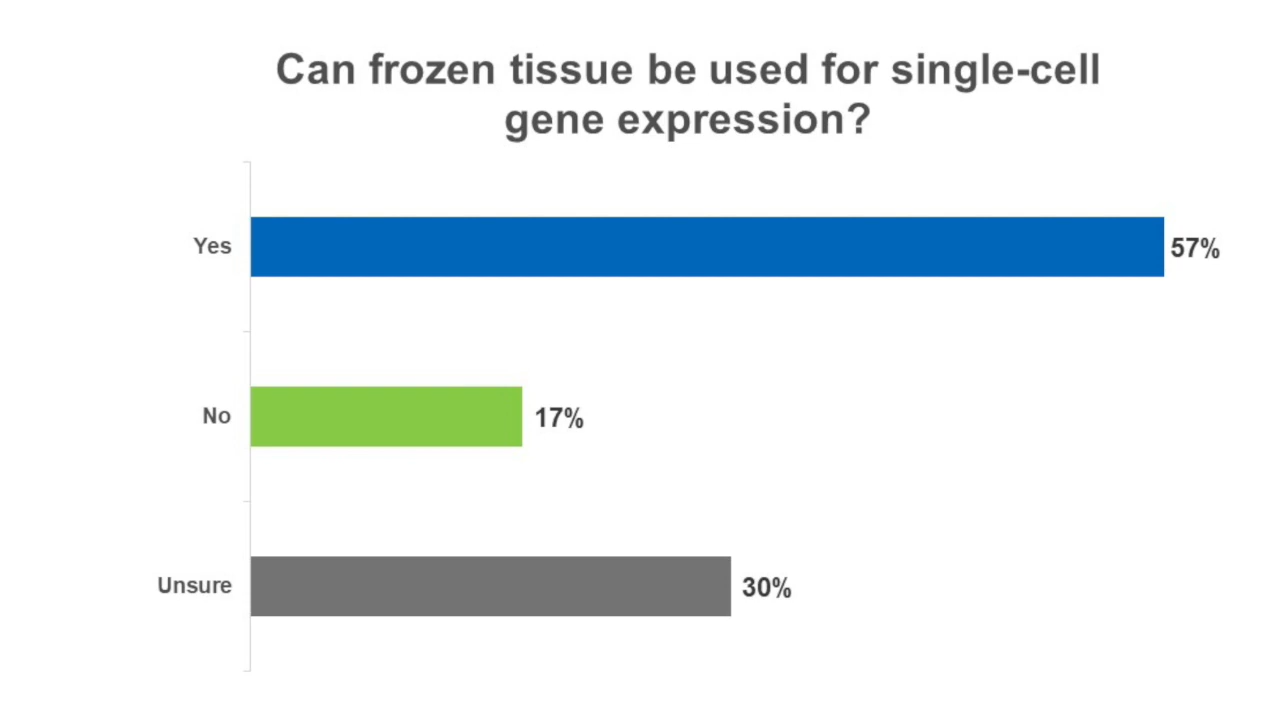 Can frozen tissue be used for single-cell
gene expression?
Yes
57%
No
17%
Unsure
30%